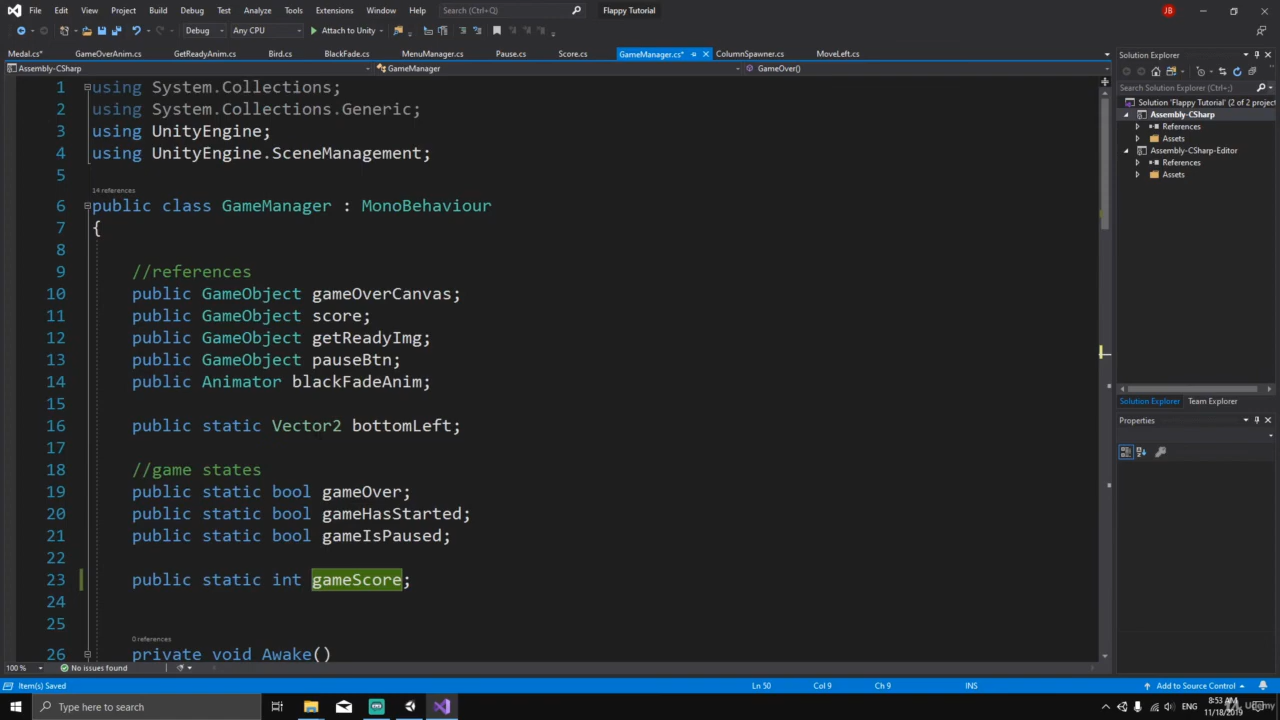 File Edit View Project Build Debug Test Analyze Tools Extensions Window Help Search (Ctrl+Q) Flappy Tutorial JB
Debug Any CPU Attach to Unity
Medal.cs* GameOverAnim.cs GetReadyAnim.cs Bird.cs BlackFade.cs MenuManager.cs Pause.cs Score.cs GameManager.cs* ColumnSpawner.cs MoveLeft.cs
Assembly-CSharp GameManager GameOver()
1 using System.Collections;
2 using System.Collections.Generic;
3 using UnityEngine;
4 using UnityEngine.SceneManagement;
5
14 references
6 public class GameManager : MonoBehaviour
7 {
8
9 //references
10 public GameObject gameOverCanvas;
11 public GameObject score;
12 public GameObject getReadyImg;
13 public GameObject pauseBtn;
14 public Animator blackFadeAnim;
15
16 public static Vector2 bottomLeft;
17
18 //game states
19 public static bool gameOver;
20 public static bool gameHasStarted;
21 public static bool gameIsPaused;
22
23 public static int gameScore;
24
25
0 references
26 private void Awake()
Solution Explorer
Search Solution Explorer (Ctrl+;)
Solution 'Flappy Tutorial' (2 of 2 project
Assembly-CSharp
References
Assets
Assembly-CSharp-Editor
References
Assets
Solution Explorer Team Explorer
Properties
100 % No issues found
Item(s) Saved Ln 50 Col 9 Ch 9 INS Add to Source Control
Type here to search ENG 8:53 AM 11/18/2019
Udemy